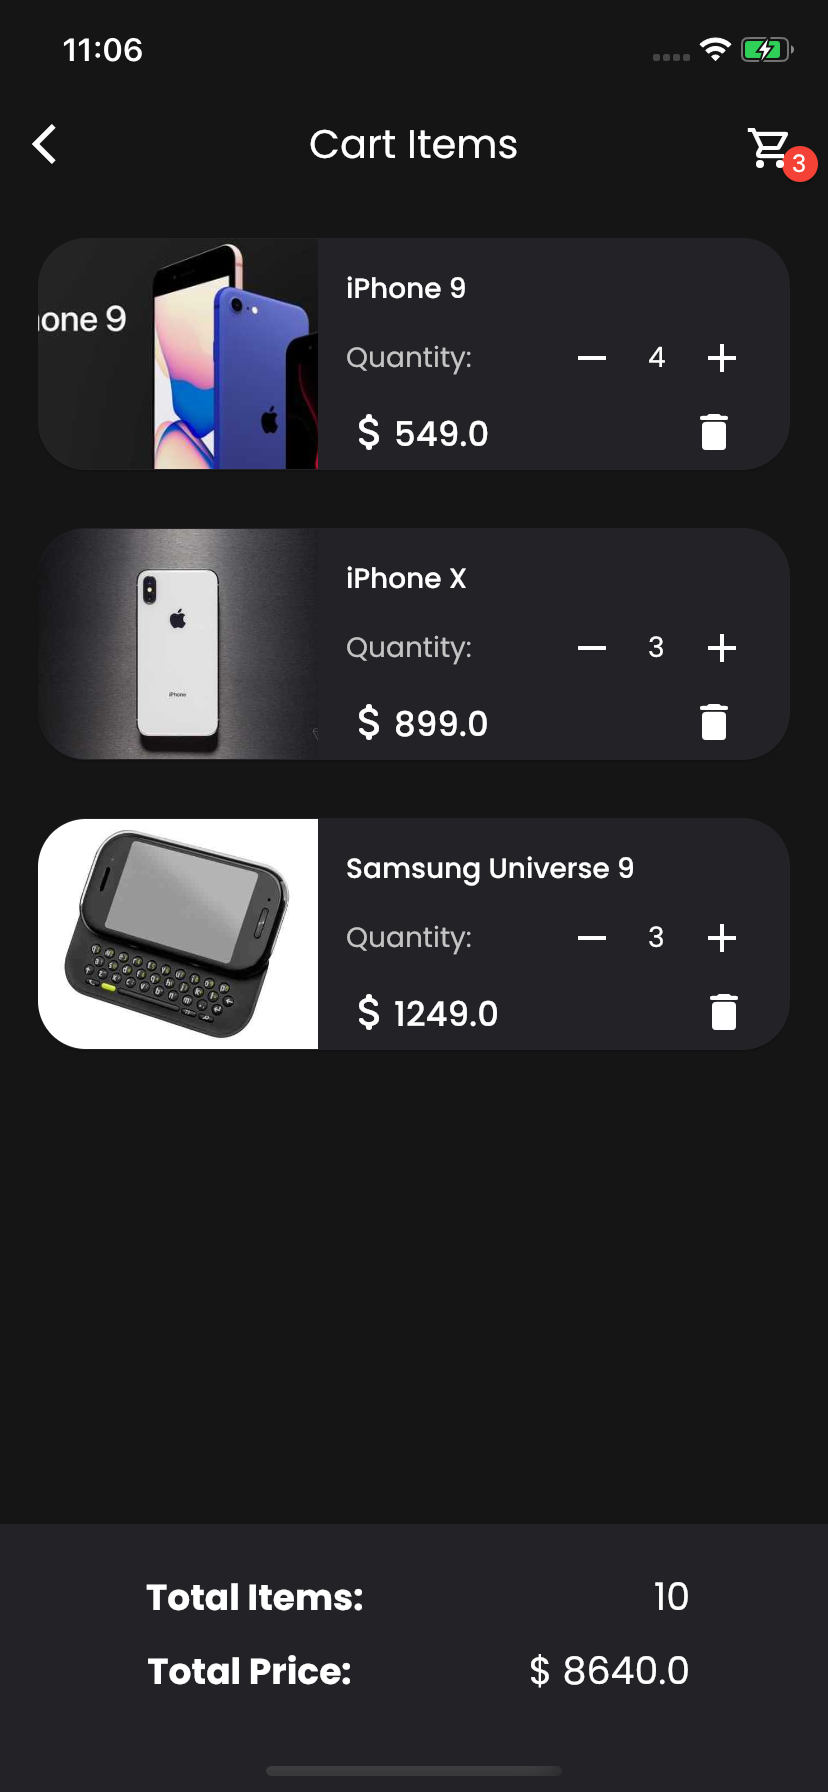 11:06
Cart Items
3
one 9
iPhone 9
Quantity:
4
$ 549.0
iPhone
iPhone X
Quantity:
3
$ 899.0
Samsung Universe 9
Quantity:
3
$ 1249.0
Total Items:
10
Total Price:
$ 8640.0